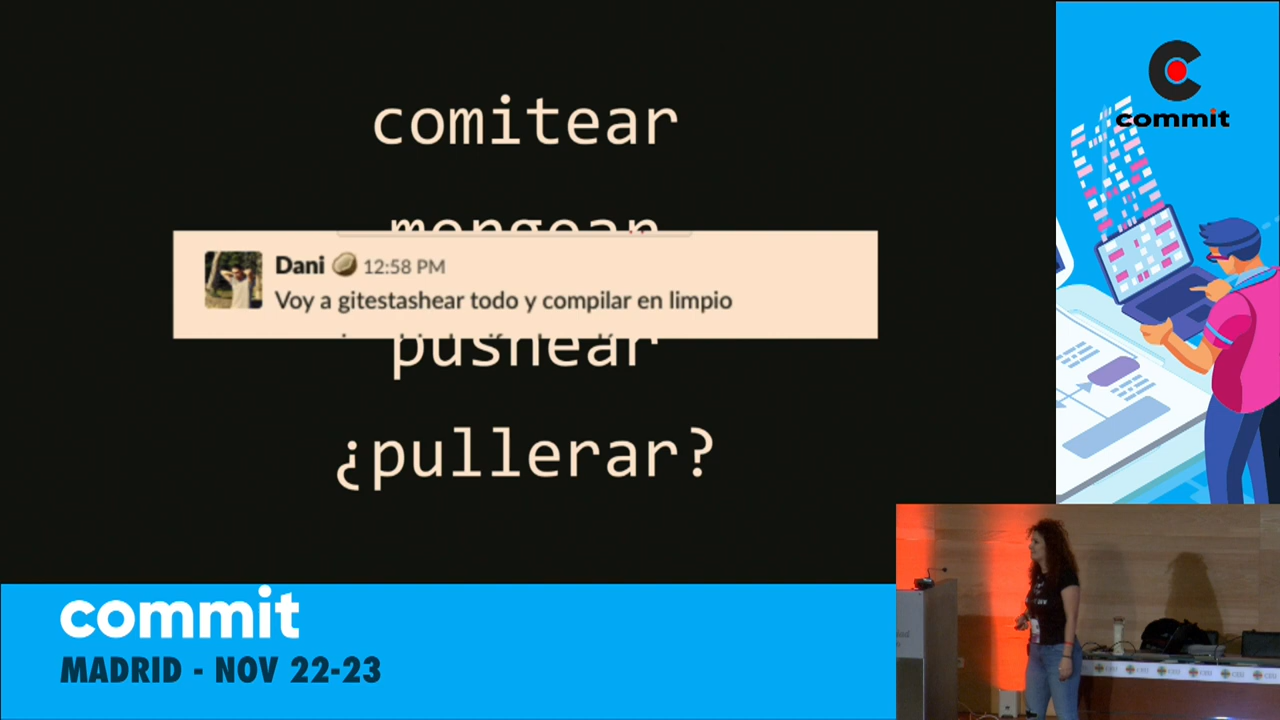 comitear
mergear
Dani 12:58 PM
Voy a gitestashear todo y compilar en limpio
pushear
¿pullerar?
commit
commit
MADRID - NOV 22-23